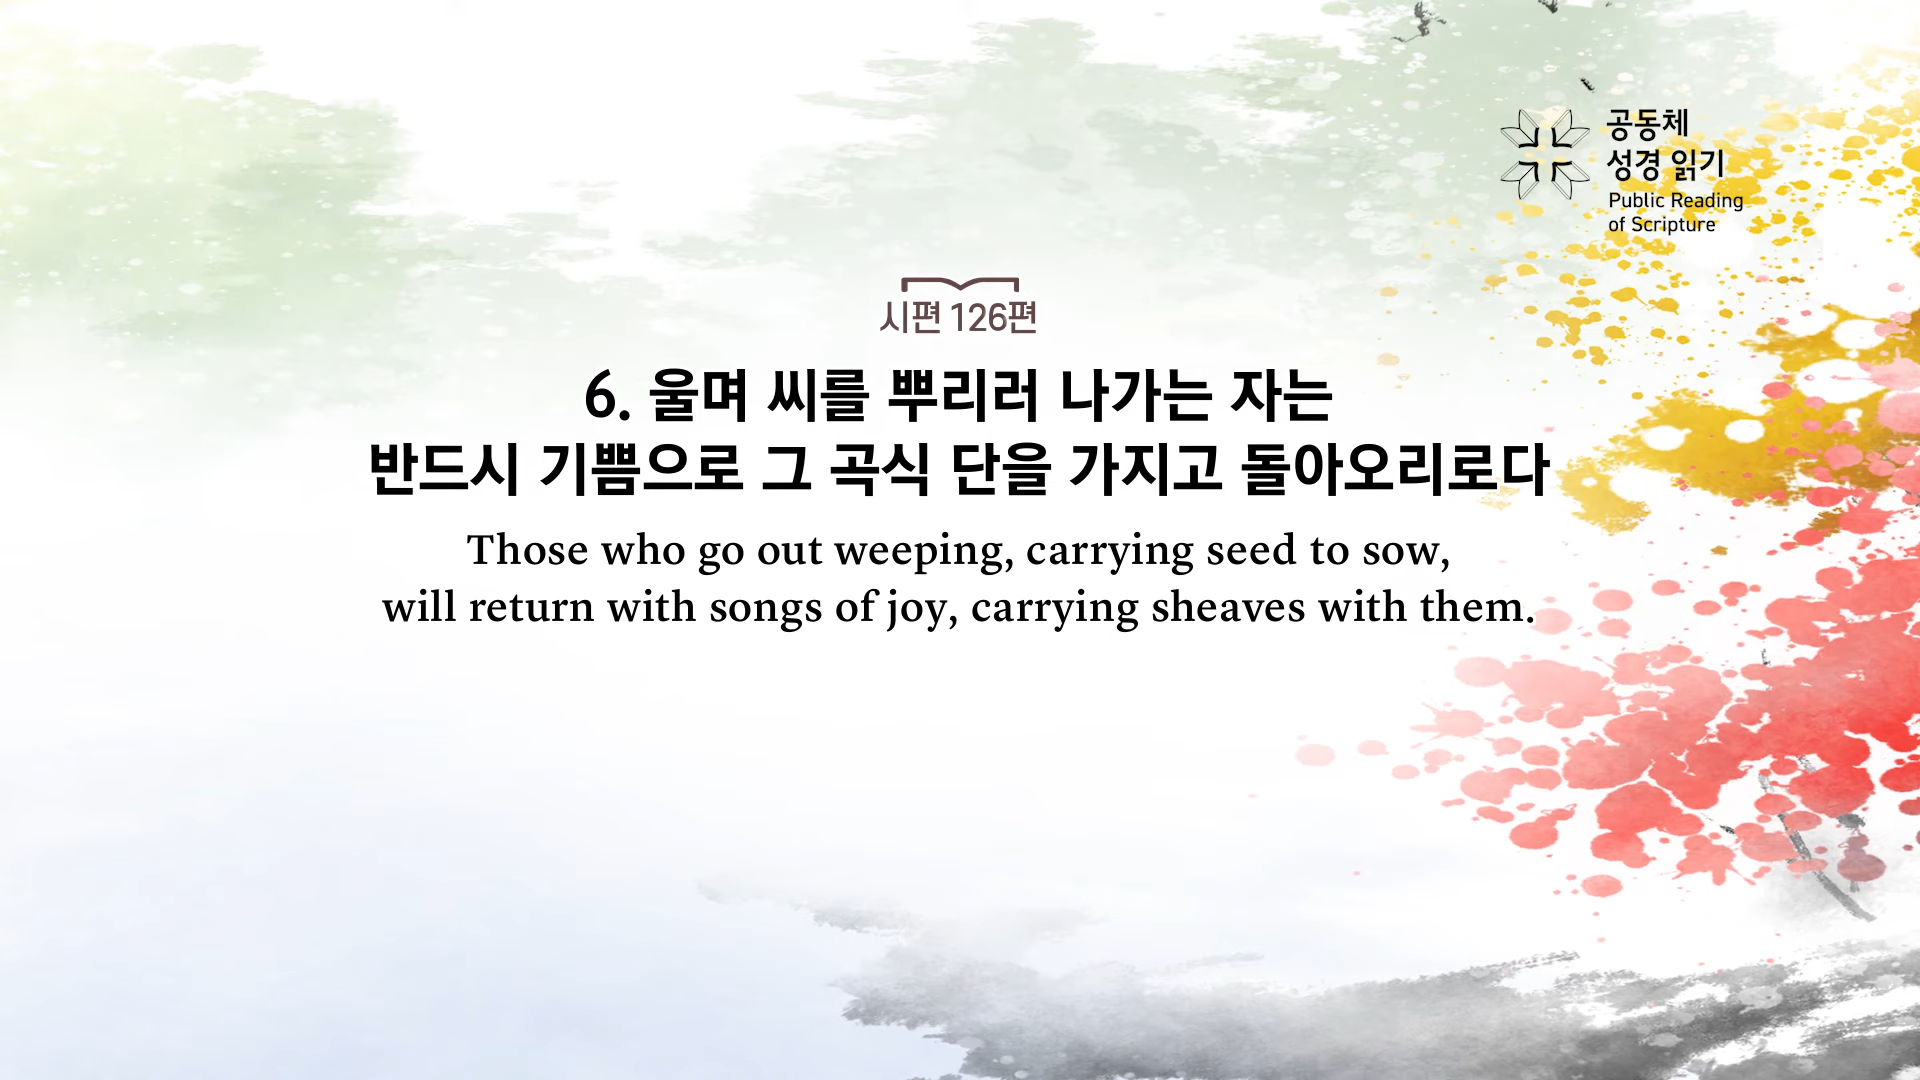 공동체
성경 읽기
Public Reading
of Scripture
시편 126편
6. 울며 씨를 뿌리러 나가는 자는
반드시 기쁨으로 그 곡식 단을 가지고 돌아오리로다
Those who go out weeping, carrying seed to sow,
will return with songs of joy, carrying sheaves with them.